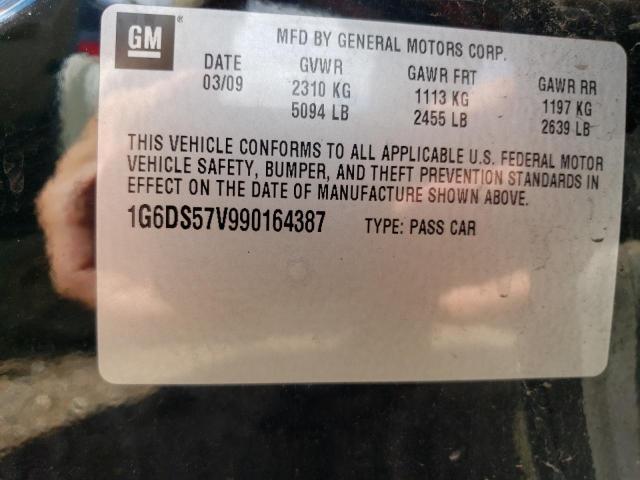 GM®
MFD BY GENERAL MOTORS CORP.
DATE GVWR GAWR FRT GAWR RR
03/09 2310 KG 1113 KG 1197 KG
5094 LB 2455 LB 2639 LB
THIS VEHICLE CONFORMS TO ALL APPLICABLE U.S. FEDERAL MOTOR
VEHICLE SAFETY, BUMPER, AND THEFT PREVENTION STANDARDS IN
EFFECT ON THE DATE OF MANUFACTURE SHOWN ABOVE.
1G6DS57V990164387 TYPE: PASS CAR